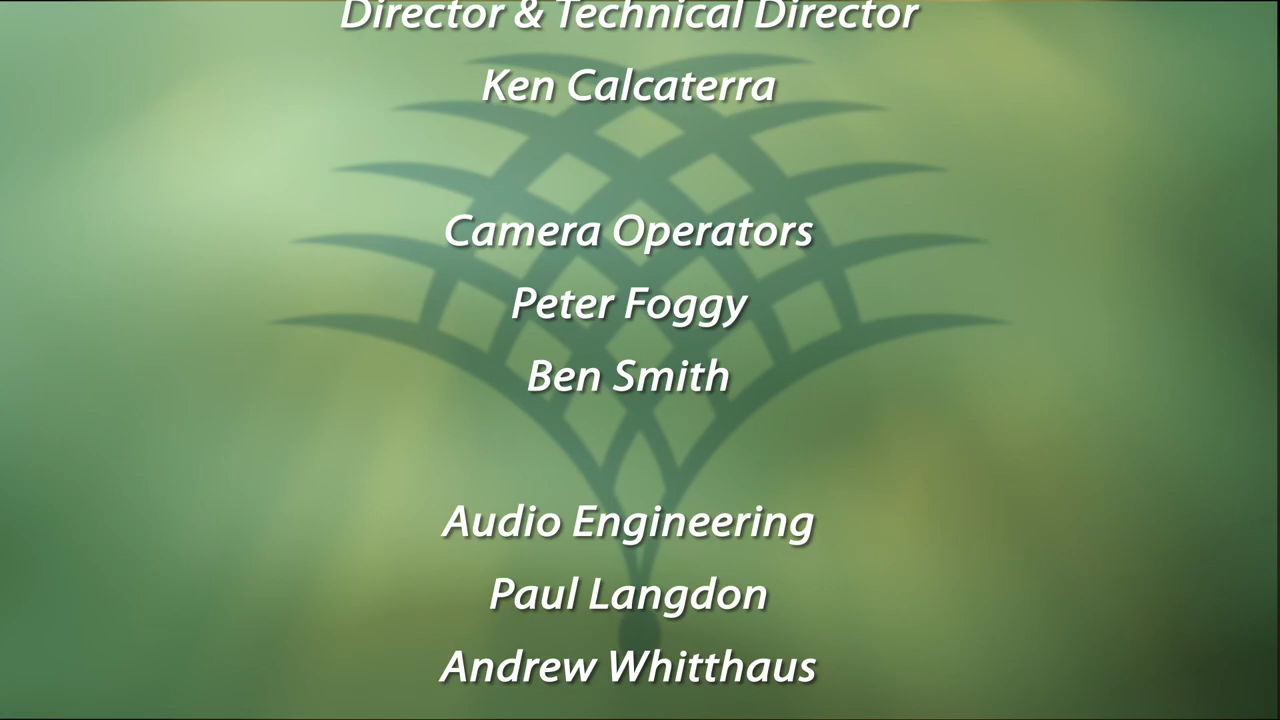 Director & Technical Director
Ken Calcaterra
Camera Operators
Peter Foggy
Ben Smith
Audio Engineering
Paul Langdon
Andrew Whitthaus